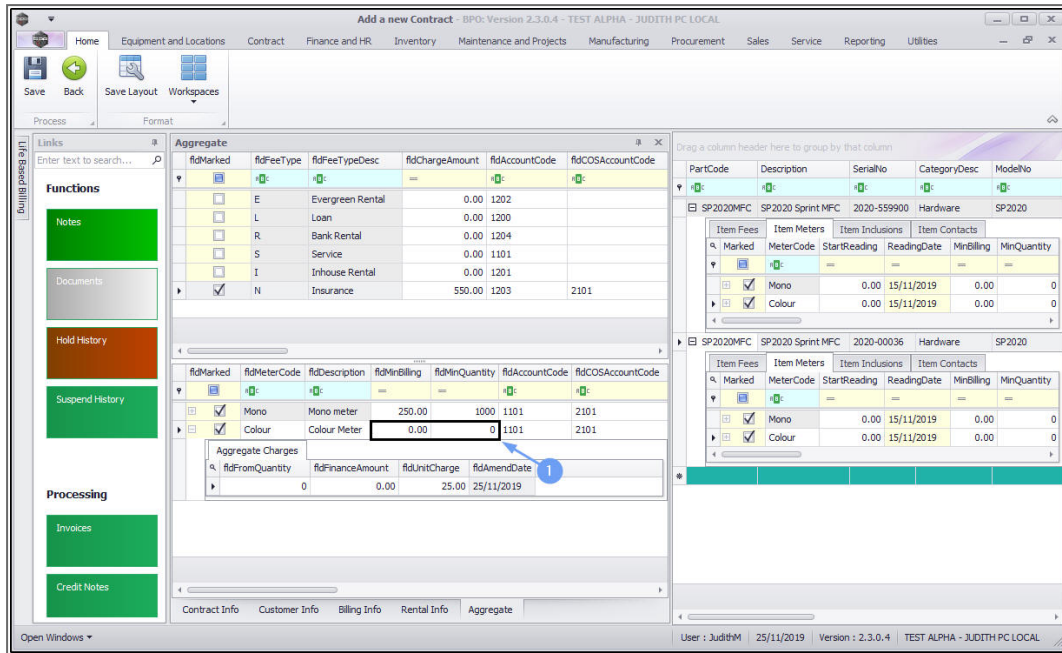 Add a new Contract - BPO: Version 2.3.0.4 - TEST ALPHA - JUDITH PC LOCAL
Home Equipment and Locations Contract Finance and HR Inventory Maintenance and Projects Manufacturing Procurement Sales Service Reporting Utilities
Save Back Save Layout Workspaces
Process Format
Life Based Billing
Links
Enter text to search...
Functions
Notes
Documents
Hold History
Suspend History
Processing
Invoices
Credit Notes
Aggregate
fldMarked fldFeeType fldFeeTypeDesc fldChargeAmount fldAccountCode fldCOSAccountCode
E Evergreen Rental 0.00 1202
L Loan 0.00 1200
R Bank Rental 0.00 1204
S Service 0.00 1101
I Inhouse Rental 0.00 1201
N Insurance 550.00 1203 2101
fldMarked fldMeterCode fldDescription fldMinBilling fldMinQuantity fldAccountCode fldCOSAccountCode
Mono Mono meter 250.00 1000 1101 2101
Colour Colour Meter 0.00 0 1101 2101
Aggregate Charges
fldFromQuantity fldFinanceAmount fldUnitCharge fldAmendDate
0 0.00 25.00 25/11/2019
1
Contract Info Customer Info Billing Info Rental Info Aggregate
Drag a column header here to group by that column
PartCode Description SerialNo CategoryDesc ModelNo
SP2020MFC SP2020 Sprint MFC 2020-559900 Hardware SP2020
Item Fees Item Meters Item Inclusions Item Contacts
Marked MeterCode StartReading ReadingDate MinBilling MinQuantity
Mono 0.00 15/11/2019 0.00 0
Colour 0.00 15/11/2019 0.00 0
SP2020MFC SP2020 Sprint MFC 2020-00036 Hardware SP2020
Item Fees Item Meters Item Inclusions Item Contacts
Marked MeterCode StartReading ReadingDate MinBilling MinQuantity
Mono 0.00 15/11/2019 0.00 0
Colour 0.00 15/11/2019 0.00 0
Open Windows
User : JudithM 25/11/2019 Version : 2.3.0.4 TEST ALPHA - JUDITH PC LOCAL